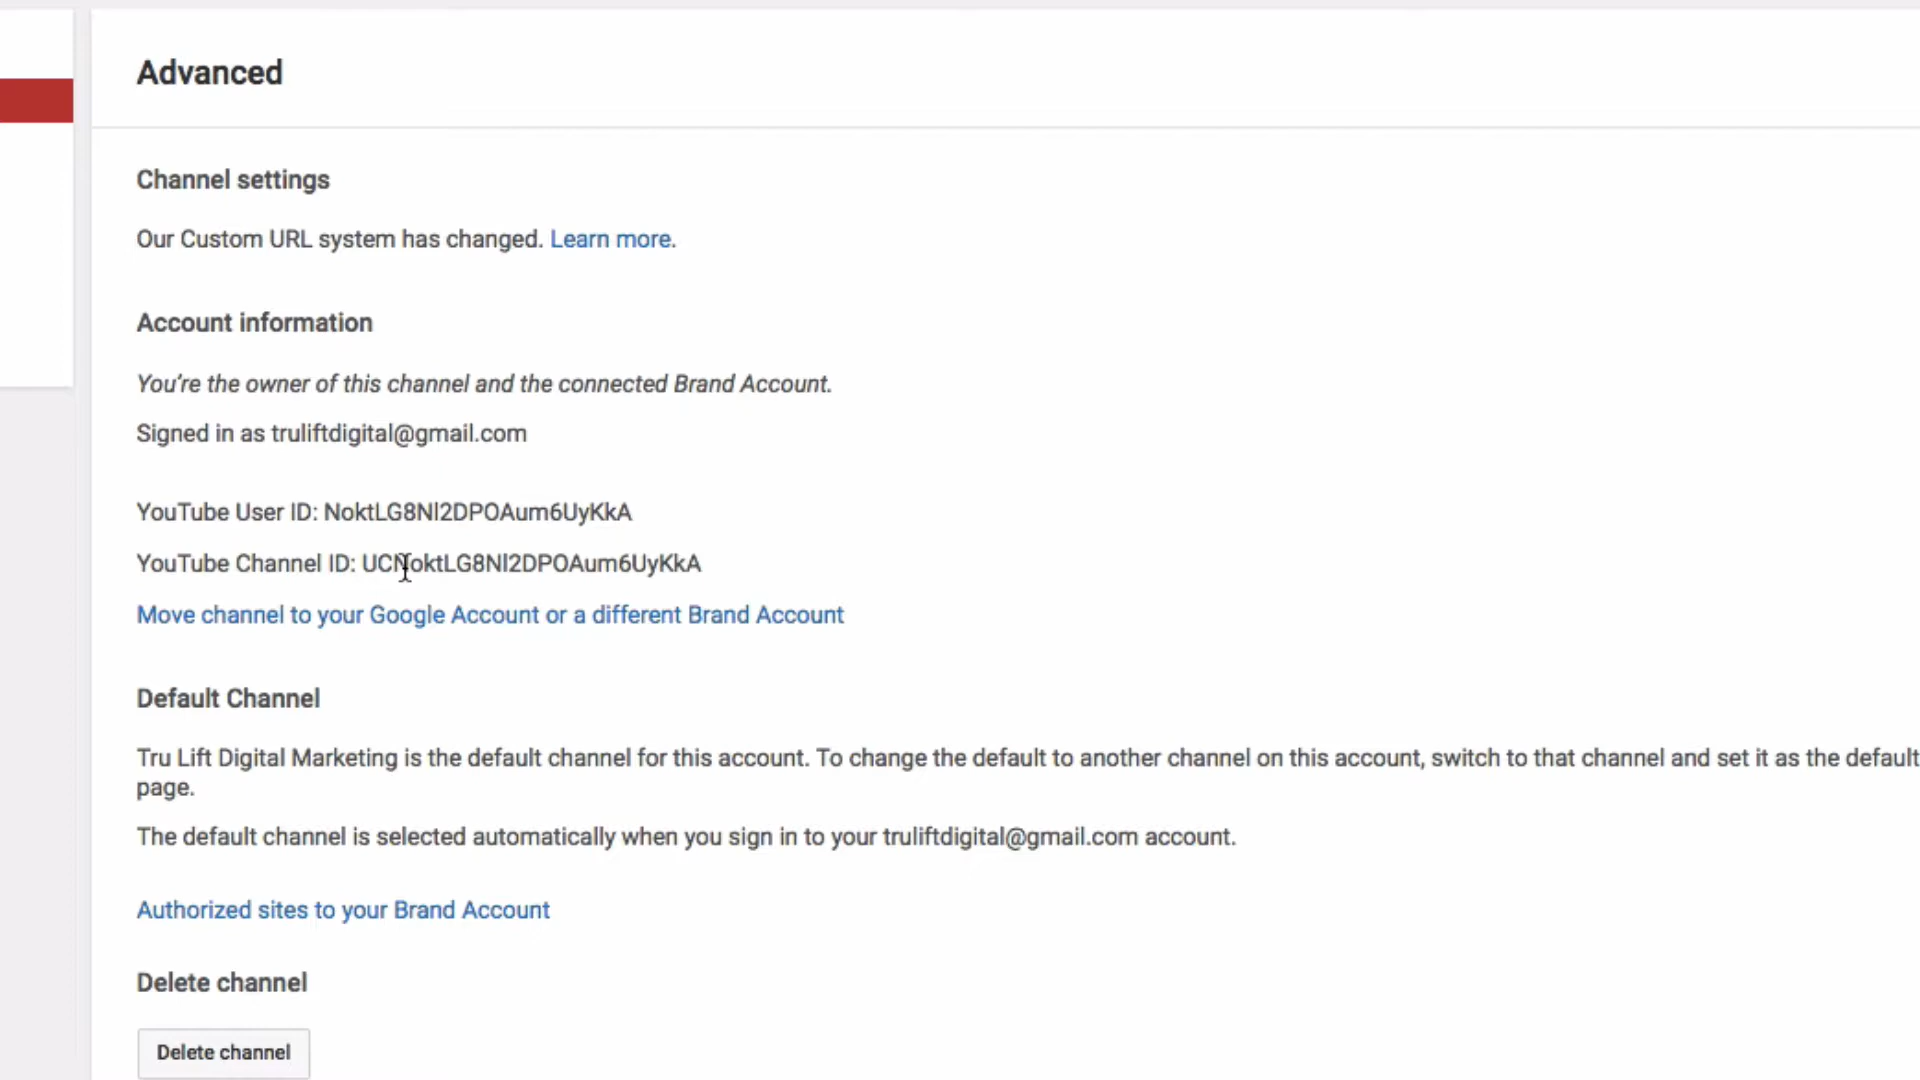 Advanced
Channel settings
Our Custom URL system has changed. Learn more.
Account information
You're the owner of this channel and the connected Brand Account.
Signed in as truliftdigital@gmail.com
YouTube User ID: NoktLG8Nl2DPOAum6UyKkA
YouTube Channel ID: UCNoktLG8Nl2DPOAum6UyKkA
Move channel to your Google Account or a different Brand Account
Default Channel
Tru Lift Digital Marketing is the default channel for this account. To change the default to another channel on this account, switch to that channel and set it as the default
page.
The default channel is selected automatically when you sign in to your truliftdigital@gmail.com account.
Authorized sites to your Brand Account
Delete channel
Delete channel